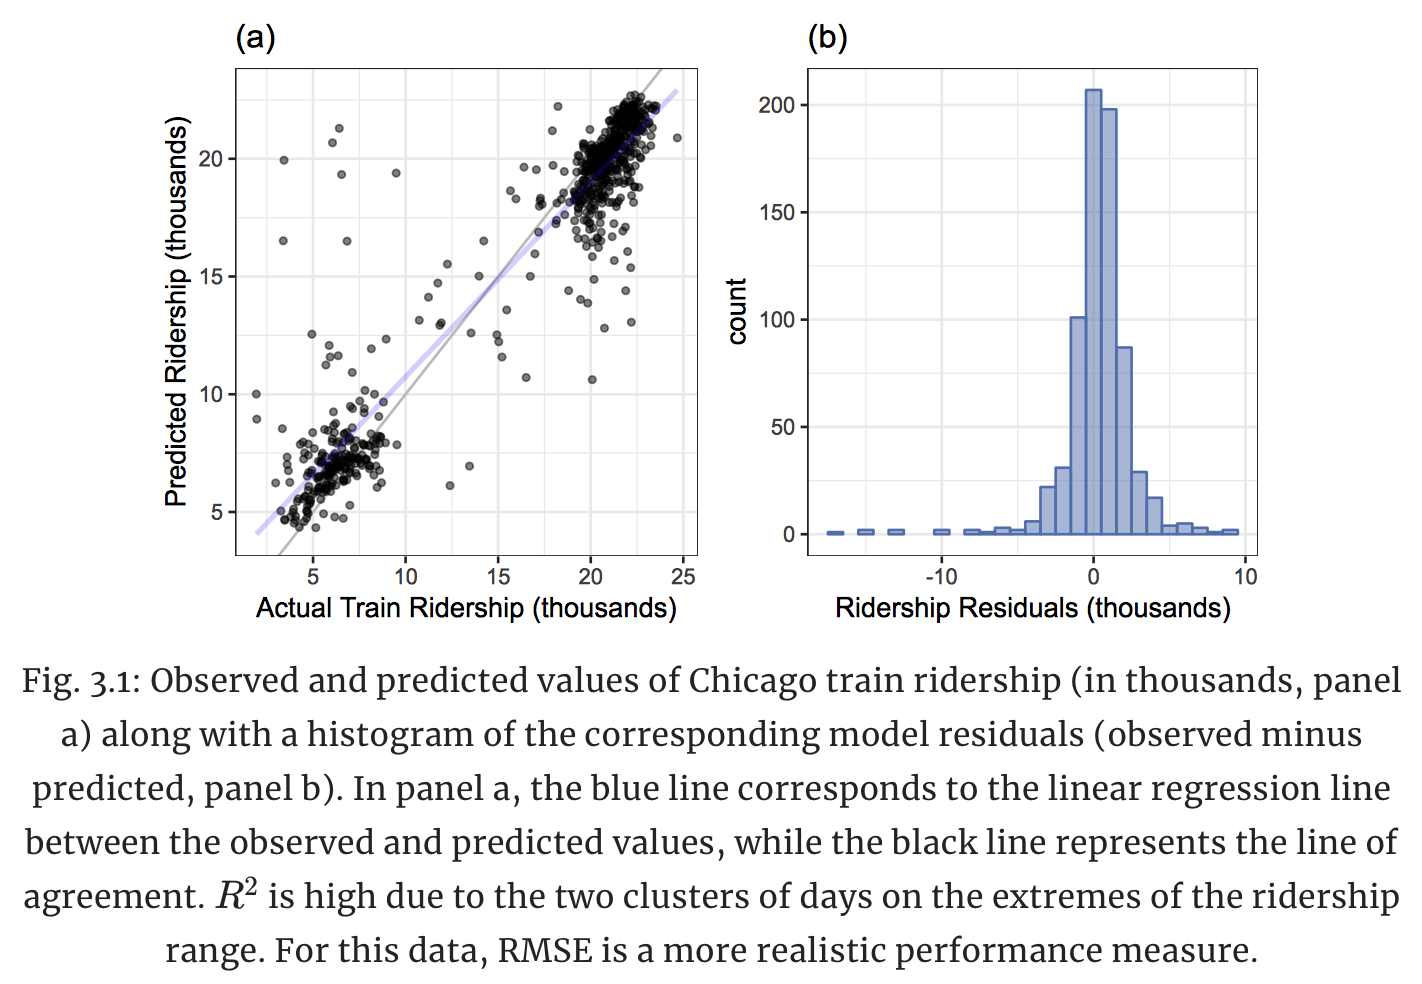 (a)
Predicted Ridership (thousands)
20
15
10
5
5 10 15 20 25
Actual Train Ridership (thousands)
(b)
count
200
150
100
50
0
-10 0 10
Ridership Residuals (thousands)
Fig. 3.1: Observed and predicted values of Chicago train ridership (in thousands, panel
a) along with a histogram of the corresponding model residuals (observed minus
predicted, panel b). In panel a, the blue line corresponds to the linear regression line
between the observed and predicted values, while the black line represents the line of
agreement. R² is high due to the two clusters of days on the extremes of the ridership
range. For this data, RMSE is a more realistic performance measure.